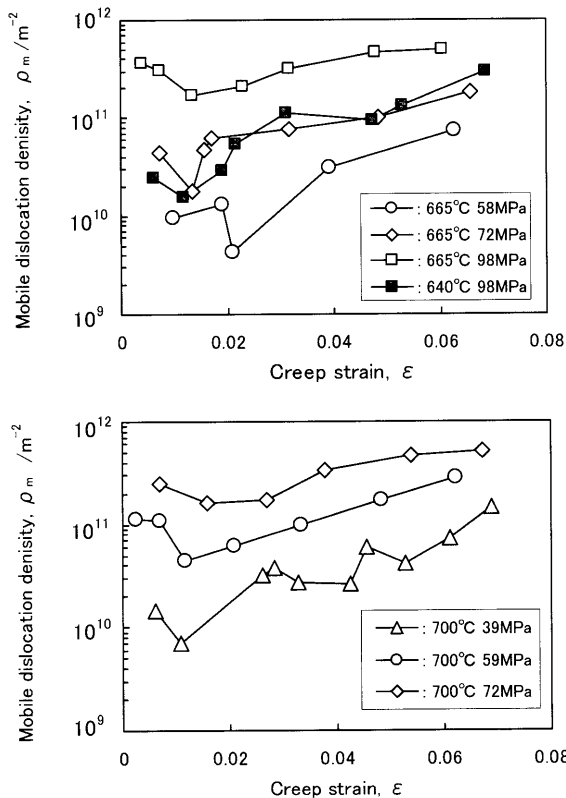 10¹²
10¹¹
10¹⁰
10⁹
Mobile dislocation denisity, ρₘ /m⁻²
○ : 665℃ 58MPa
◇ : 665℃ 72MPa
□ : 665℃ 98MPa
■ : 640℃ 98MPa
0 0.02 0.04 0.06 0.08
Creep strain, ε
10¹²
10¹¹
10¹⁰
10⁹
Mobile dislocation denisity, ρₘ /m⁻²
△ : 700℃ 39MPa
○ : 700℃ 59MPa
◇ : 700℃ 72MPa
0 0.02 0.04 0.06 0.08
Creep strain, ε